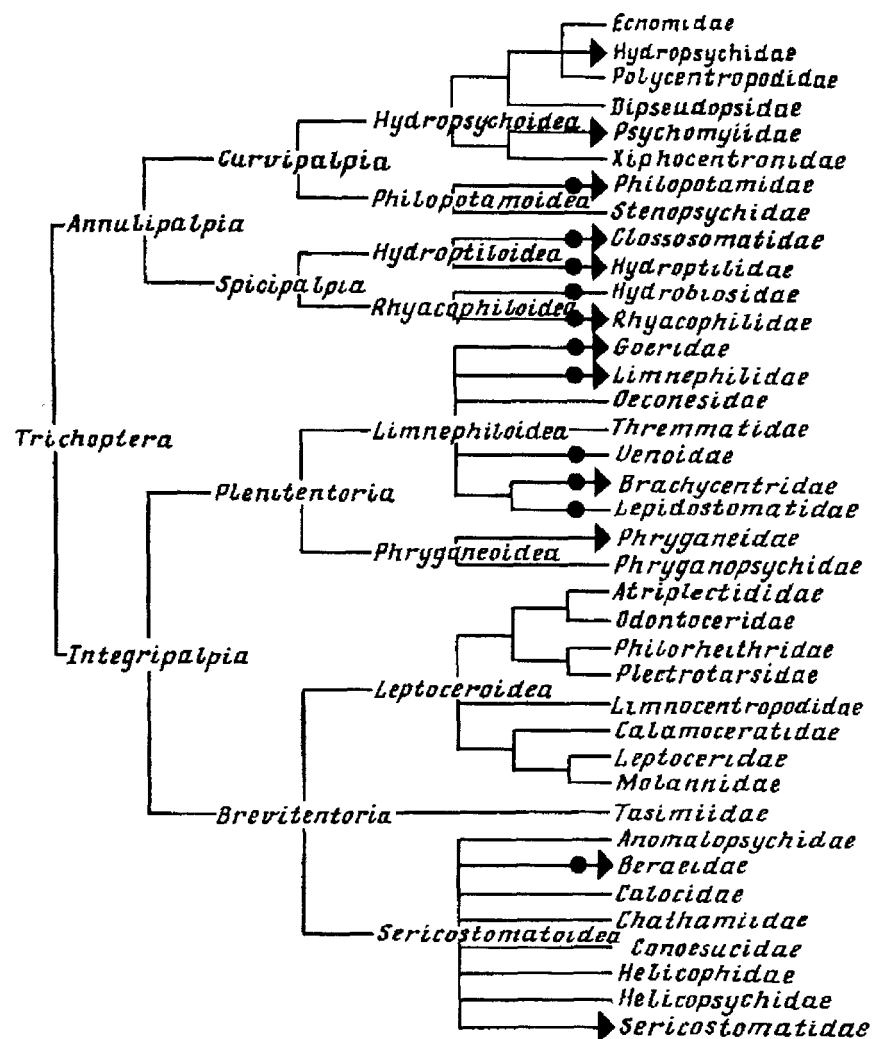 Ecnomidae
Hydropsychidae
Polycentropodidae
Dipseudopsidae
Hydropsychoidea
Psychomyiidae
Curvipalpia
Xiphocentronidae
Philopotamidae
Philopotamoidea
Stenopsychidae
Annulipalpia
Clossosomatidae
Hydroptiloidea
Hydroptilidae
Spicipalpia
Hydrobiosidae
Rhyacophiloidea
Rhyacophilidae
Goeridae
Limnephilidae
Oeconesidae
Trichoptera
Limnephiloidea
Thremmatidae
Uenoidae
Plenitentoria
Brachycentridae
Lepidostomatidae
Phryganeidae
Phryganeoidea
Phryganopsychidae
Atriplectididae
Odontoceridae
Integripalpia
Philorheithridae
Plectrotarsidae
Leptoceroidea
Limnocentropodidae
Calamoceratidae
Leptoceridae
Molannidae
Brevitentoria
Tasimiidae
Anomalopsychidae
Beraeidae
Calocidae
Chathamiidae
Sericostomatoidea
Conoesucidae
Helicophidae
Helicopsychidae
Sericostomatidae